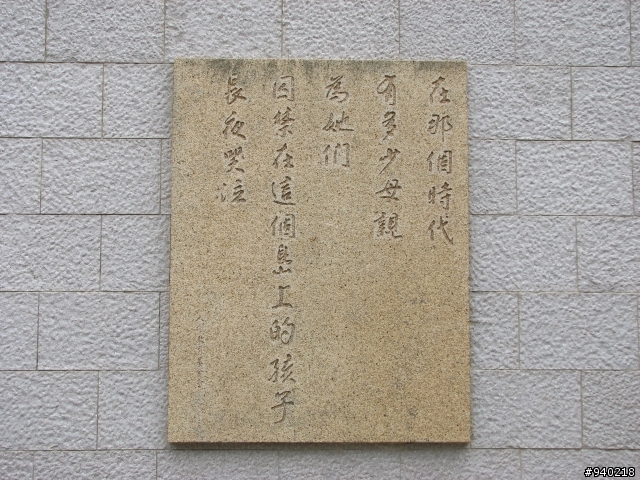 在那個時代
有多少母親
為她們
囚禁在這個島上的孩子
長夜哭泣
#940218